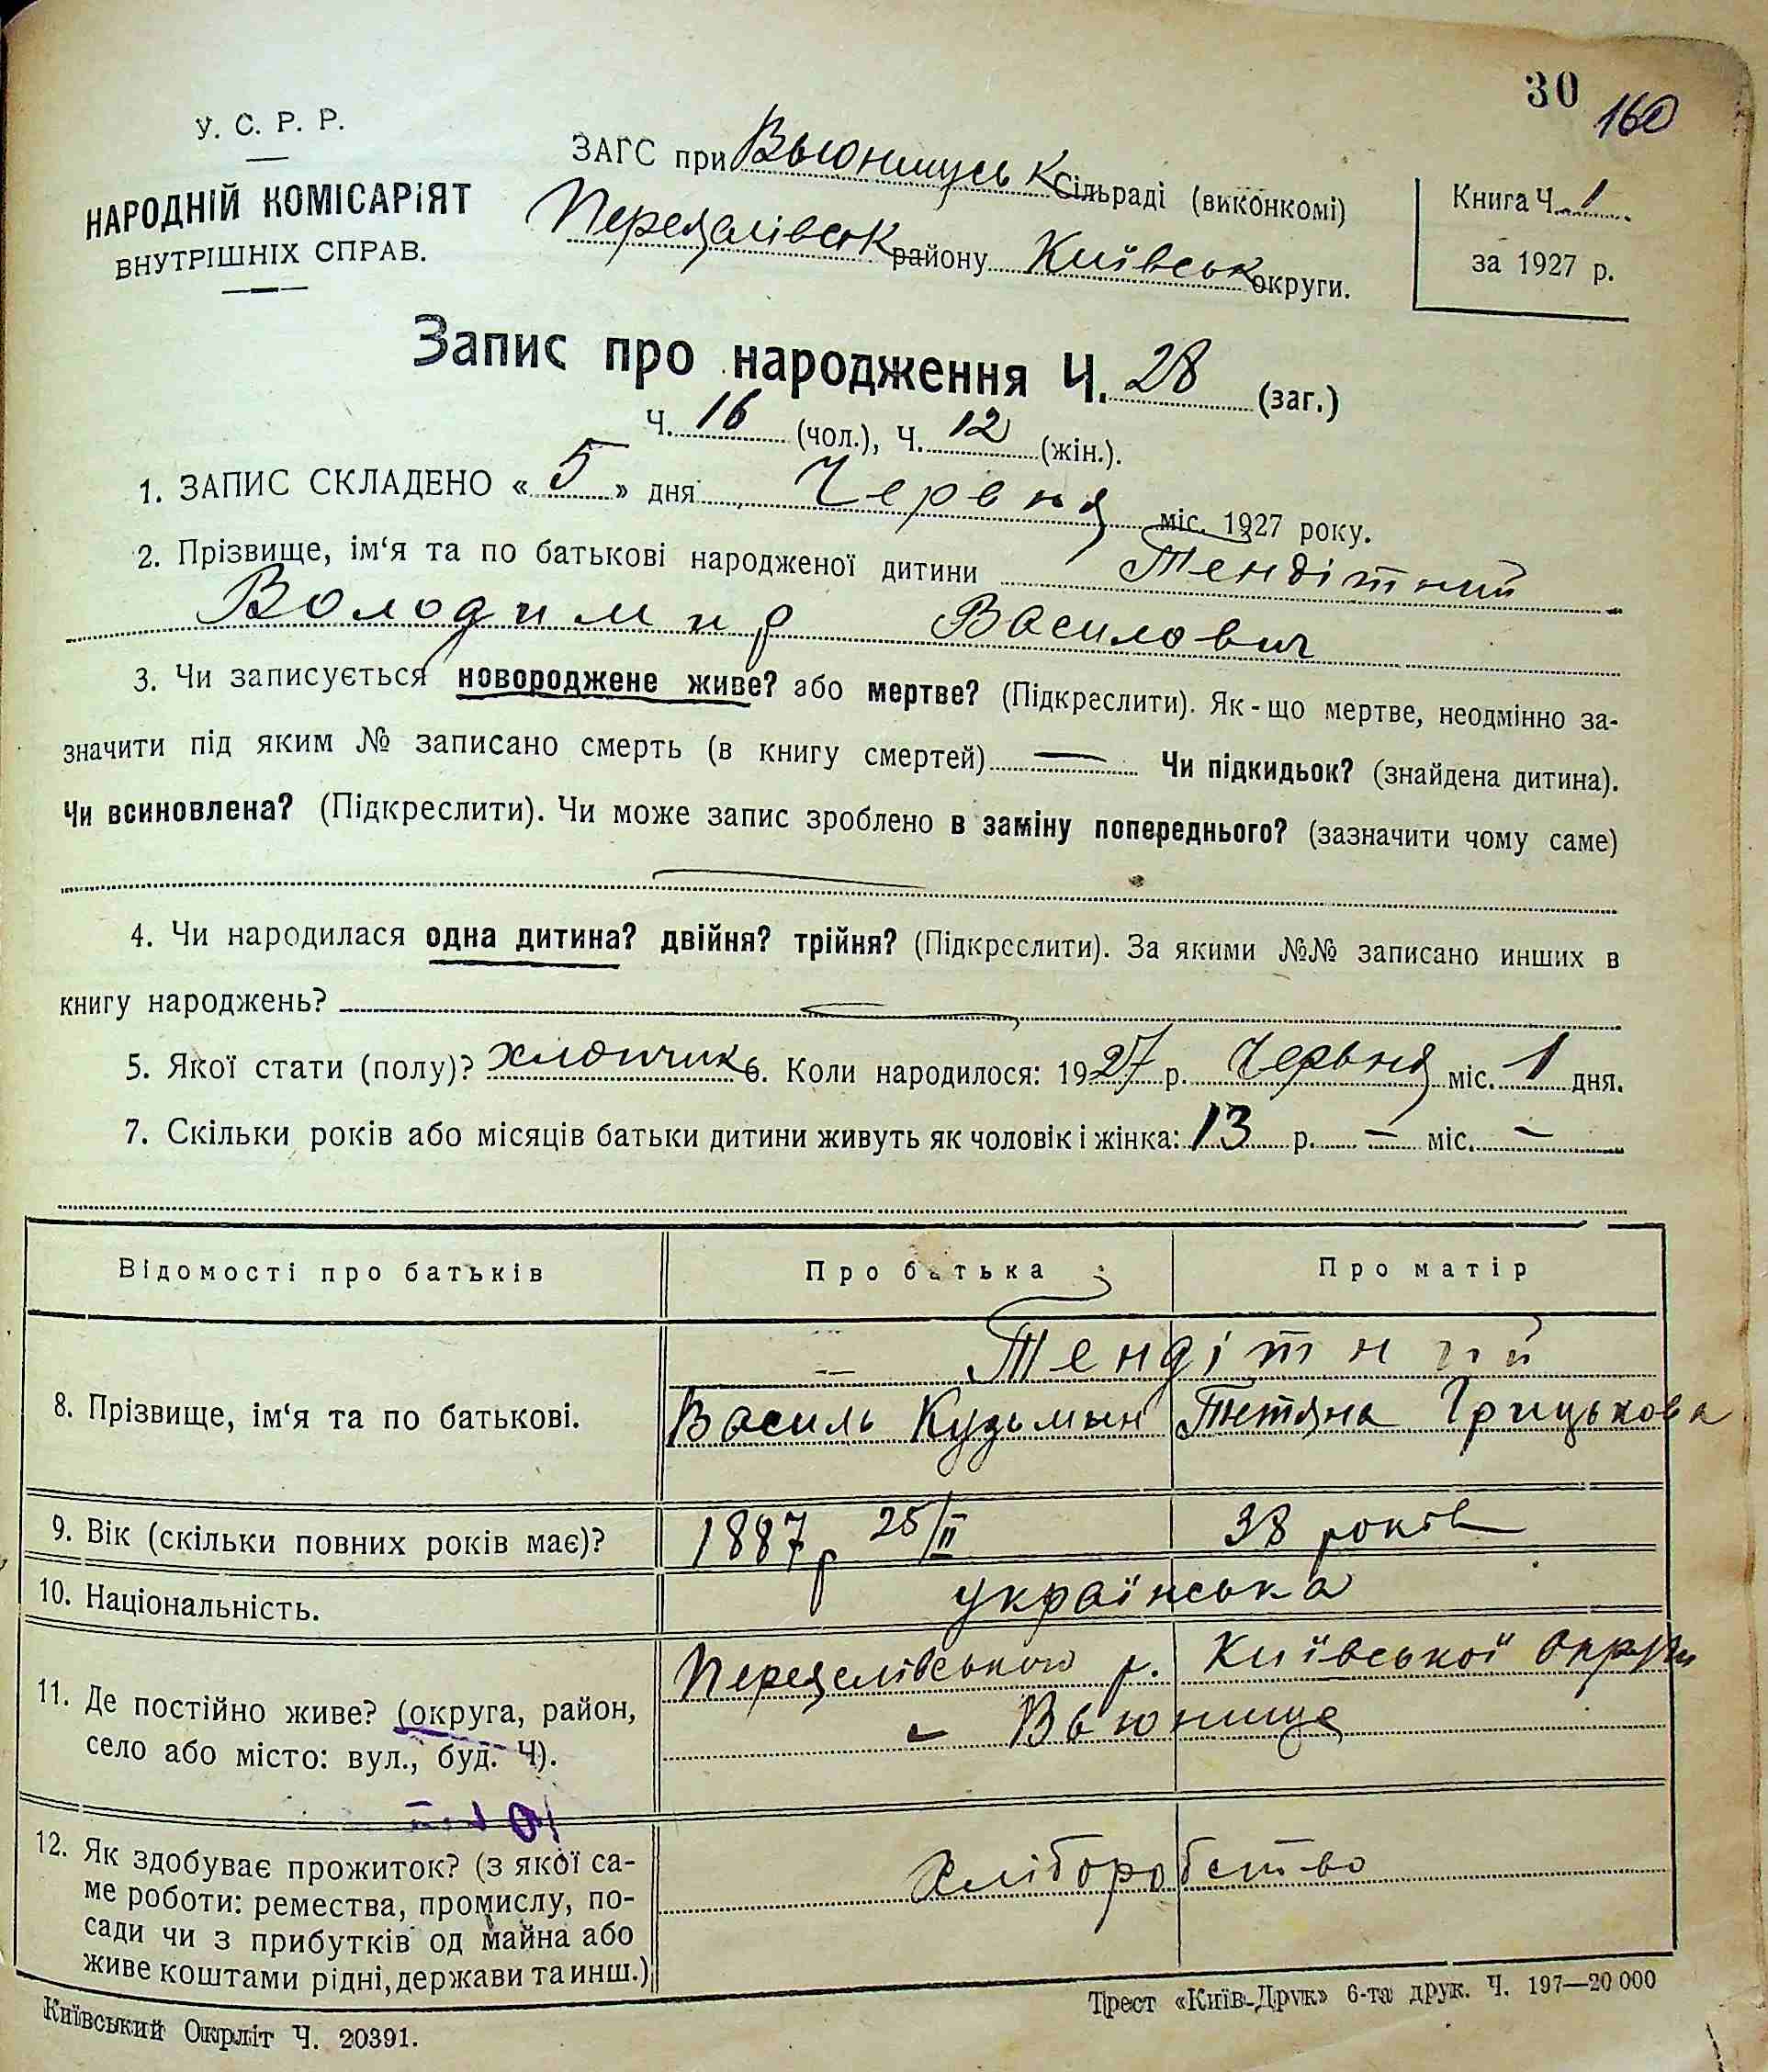 30 160
У. С. Р. Р.
НАРОДНІЙ КОМІСАРІЯТ
ВНУТРІШНІХ СПРАВ.
ЗАГС при Вьюнищськ Сільраді (виконкомі)
Переяслівськ району Київськ округи.
Книга Ч. 1
за 1927 р.
Запис про народження Ч. 28 (заг.)
Ч. 16 (чол.), Ч. 12 (жін.).
1. ЗАПИС СКЛАДЕНО « 5 » дня Червня міс. 1927 року.
2. Прізвище, ім‘я та по батькові народженої дитини Тендітний
Володимир Василович
3. Чи записується новороджене живе? або мертве? (Підкреслити). Як-що мертве, неодмінно за-
значити під яким № записано смерть (в книгу смертей) — Чи підкидьок? (знайдена дитина).
Чи всиновлена? (Підкреслити). Чи може запис зроблено в заміну попереднього? (зазначити чому саме)
4. Чи народилася одна дитина? двійня? трійня? (Підкреслити). За якими №№ записано инших в
книгу народжень?
5. Якої стати (полу)? хлопчик 6. Коли народилося: 1927 р. Червня міс. 1 дня.
7. Скільки років або місяців батьки дитини живуть як чоловік і жінка: 13 р. — міс. —
Відомості про батьків Про батька Про матір
8. Прізвище, ім‘я та по батькові.
Тендітний
Василь Кузьмын Тетяна Грицькова
9. Вік (скільки повних років має)? 1887 р 25/II 38 років
10. Національність. українська
11. Де постійно живе? (округа, район,
село або місто: вул., буд. Ч).
Переяслівського р. Київської округи
Вьюнище
12. Як здобуває прожиток? (з якої са-
ме роботи: ремества, промислу, по-
сади чи з прибутків од майна або
живе коштами рідні, держави та инш.)
Хліборобство
Київський Окрліт Ч. 20391.
Трест «Київ-Друк» 6-та друк. Ч. 197—20 000